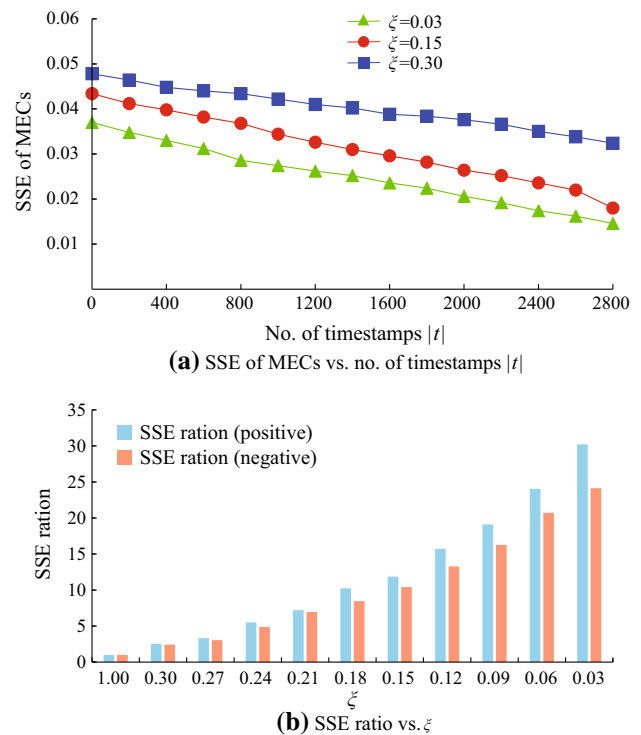 0.06
0.05
0.04
0.03
0.02
0.01
SSE of MECs
ξ=0.03
ξ=0.15
ξ=0.30
0 400 800 1200 1600 2000 2400 2800
No. of timestamps |t|
(a) SSE of MECs vs. no. of timestamps |t|
35
30
25
20
15
10
5
0
SSE ration
SSE ration (positive)
SSE ration (negative)
1.00 0.30 0.27 0.24 0.21 0.18 0.15 0.12 0.09 0.06 0.03
ξ
(b) SSE ratio vs. ξ